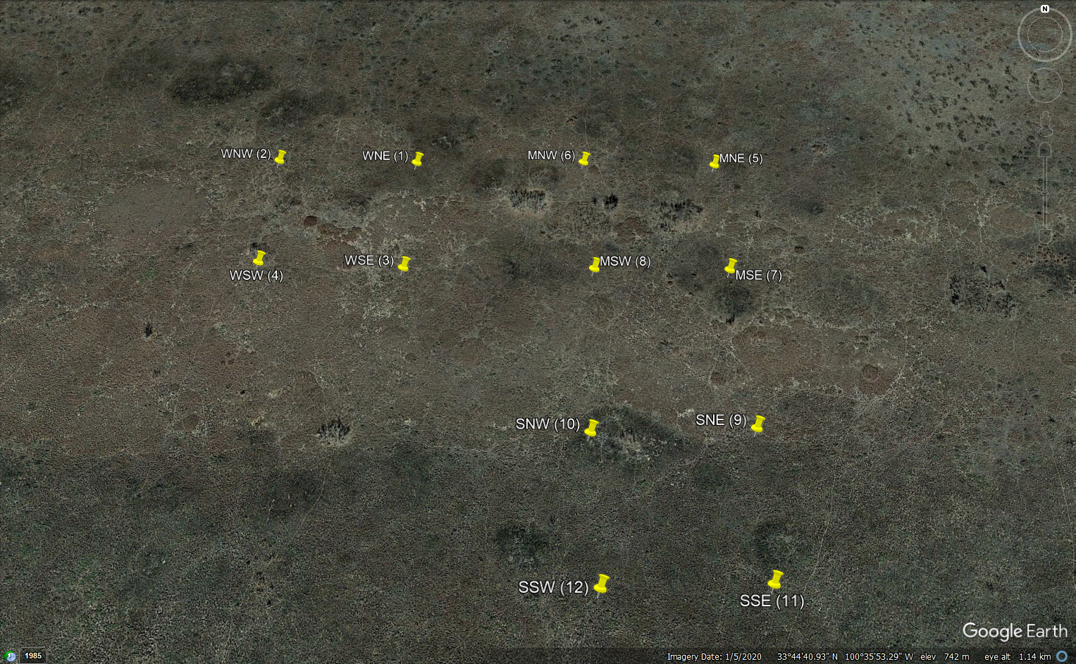 N
WNW (2)
WNE (1)
MNW (6)
MNE (5)
WSW (4)
WSE (3)
MSW (8)
MSE (7)
SNW (10)
SNE (9)
SSW (12)
SSE (11)
Google Earth
1985
Imagery Date: 1/5/2020 33°44'40.93" N 100°35'53.29" W elev 742 m eye alt 1.14 km